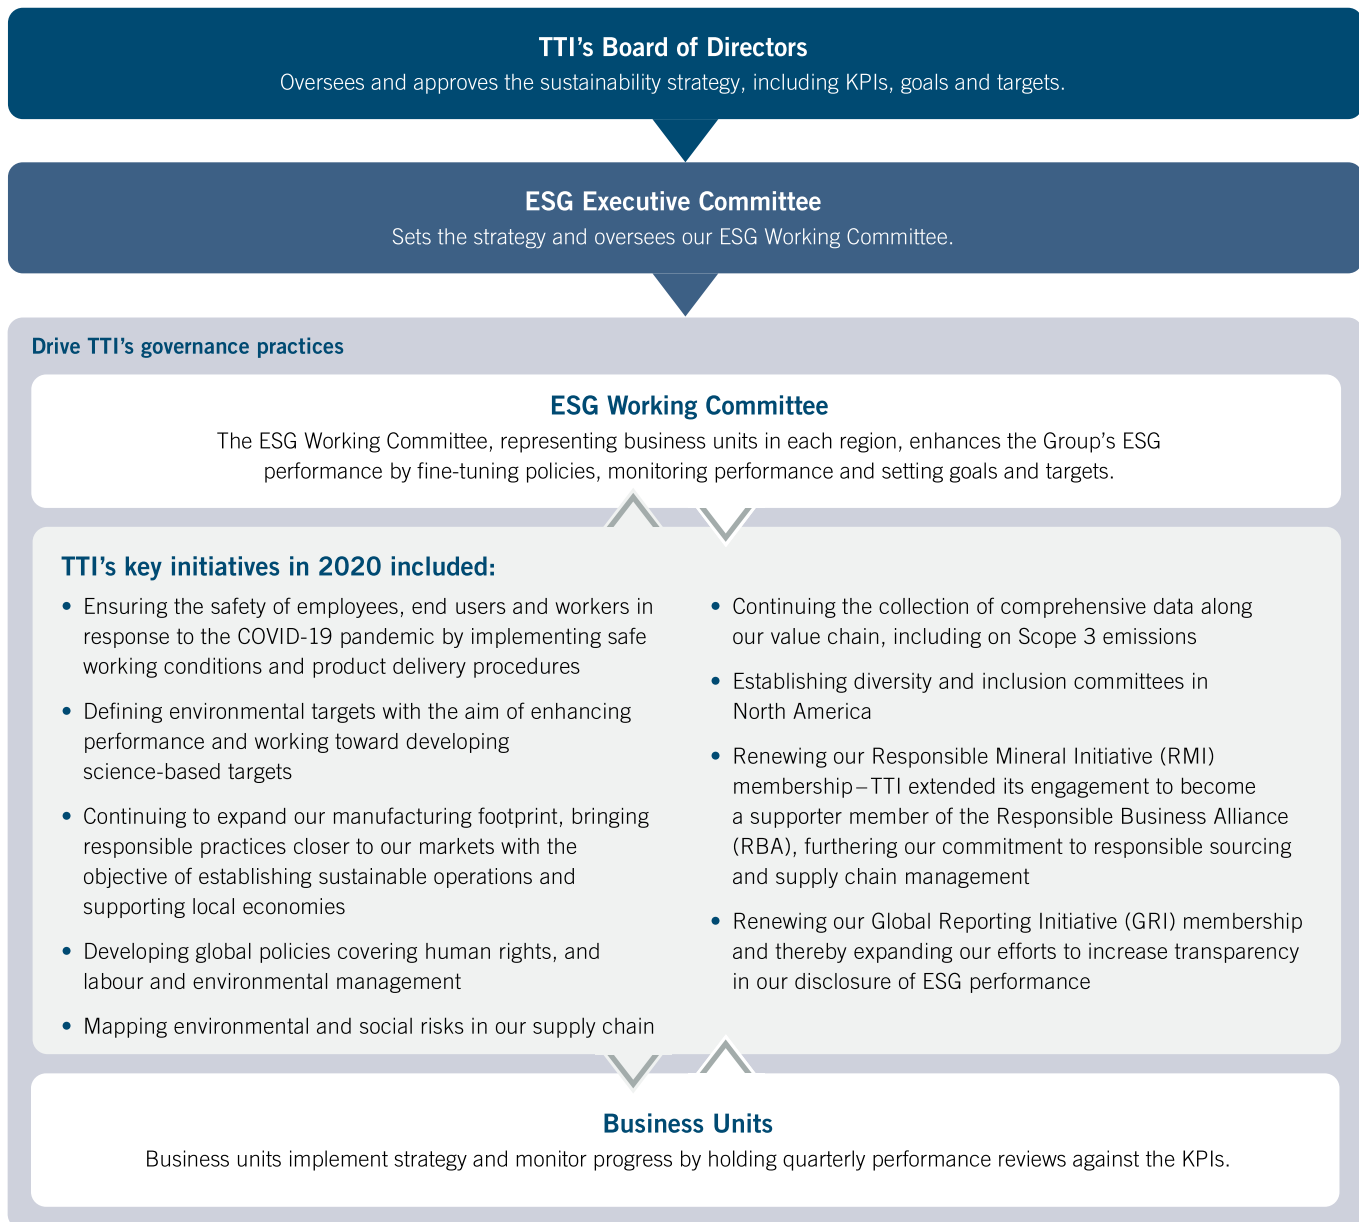 TTI’s Board of Directors
Oversees and approves the sustainability strategy, including KPIs, goals and targets.
ESG Executive Committee
Sets the strategy and oversees our ESG Working Committee.
Drive TTI’s governance practices
ESG Working Committee
The ESG Working Committee, representing business units in each region, enhances the Group’s ESG
performance by fine-tuning policies, monitoring performance and setting goals and targets.
TTI’s key initiatives in 2020 included:
• Ensuring the safety of employees, end users and workers in
response to the COVID-19 pandemic by implementing safe
working conditions and product delivery procedures
• Defining environmental targets with the aim of enhancing
performance and working toward developing
science-based targets
• Continuing to expand our manufacturing footprint, bringing
responsible practices closer to our markets with the
objective of establishing sustainable operations and
supporting local economies
• Developing global policies covering human rights, and
labour and environmental management
• Mapping environmental and social risks in our supply chain
• Continuing the collection of comprehensive data along
our value chain, including on Scope 3 emissions
• Establishing diversity and inclusion committees in
North America
• Renewing our Responsible Mineral Initiative (RMI)
membership – TTI extended its engagement to become
a supporter member of the Responsible Business Alliance
(RBA), furthering our commitment to responsible sourcing
and supply chain management
• Renewing our Global Reporting Initiative (GRI) membership
and thereby expanding our efforts to increase transparency
in our disclosure of ESG performance
Business Units
Business units implement strategy and monitor progress by holding quarterly performance reviews against the KPIs.